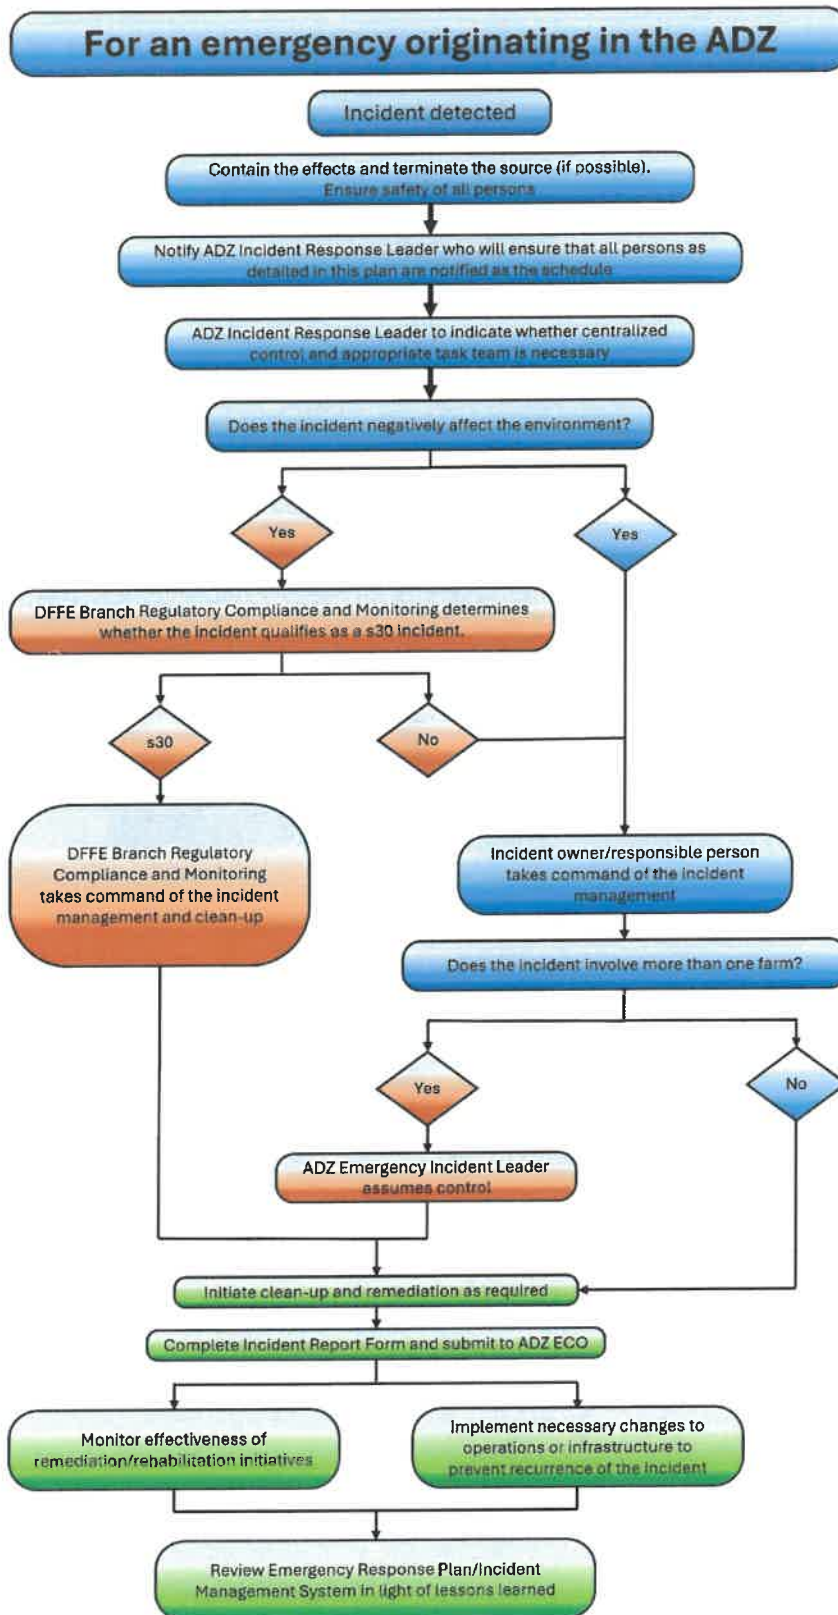 For an emergency originating in the ADZ
Incident detected
Contain the effects and terminate the source (if possible).
Ensure safety of all persons
Notify ADZ Incident Response Leader who will ensure that all persons as
detailed in this plan are notified as the schedule
ADZ Incident Response Leader to indicate whether centralized
control and appropriate task team is necessary
Does the incident negatively affect the environment?
Yes
Yes
DFFE Branch Regulatory Compliance and Monitoring determines
whether the incident qualifies as a s30 incident.
s30
No
DFFE Branch Regulatory
Compliance and Monitoring
takes command of the incident
management and clean-up
Incident owner/responsible person
takes command of the incident
management
Does the incident involve more than one farm?
Yes
No
ADZ Emergency Incident Leader
assumes control
Initiate clean-up and remediation as required
Complete Incident Report Form and submit to ADZ ECO
Monitor effectiveness of
remediation/rehabilitation initiatives
Implement necessary changes to
operations or infrastructure to
prevent recurrence of the incident
Review Emergency Response Plan/Incident
Management System in light of lessons learned